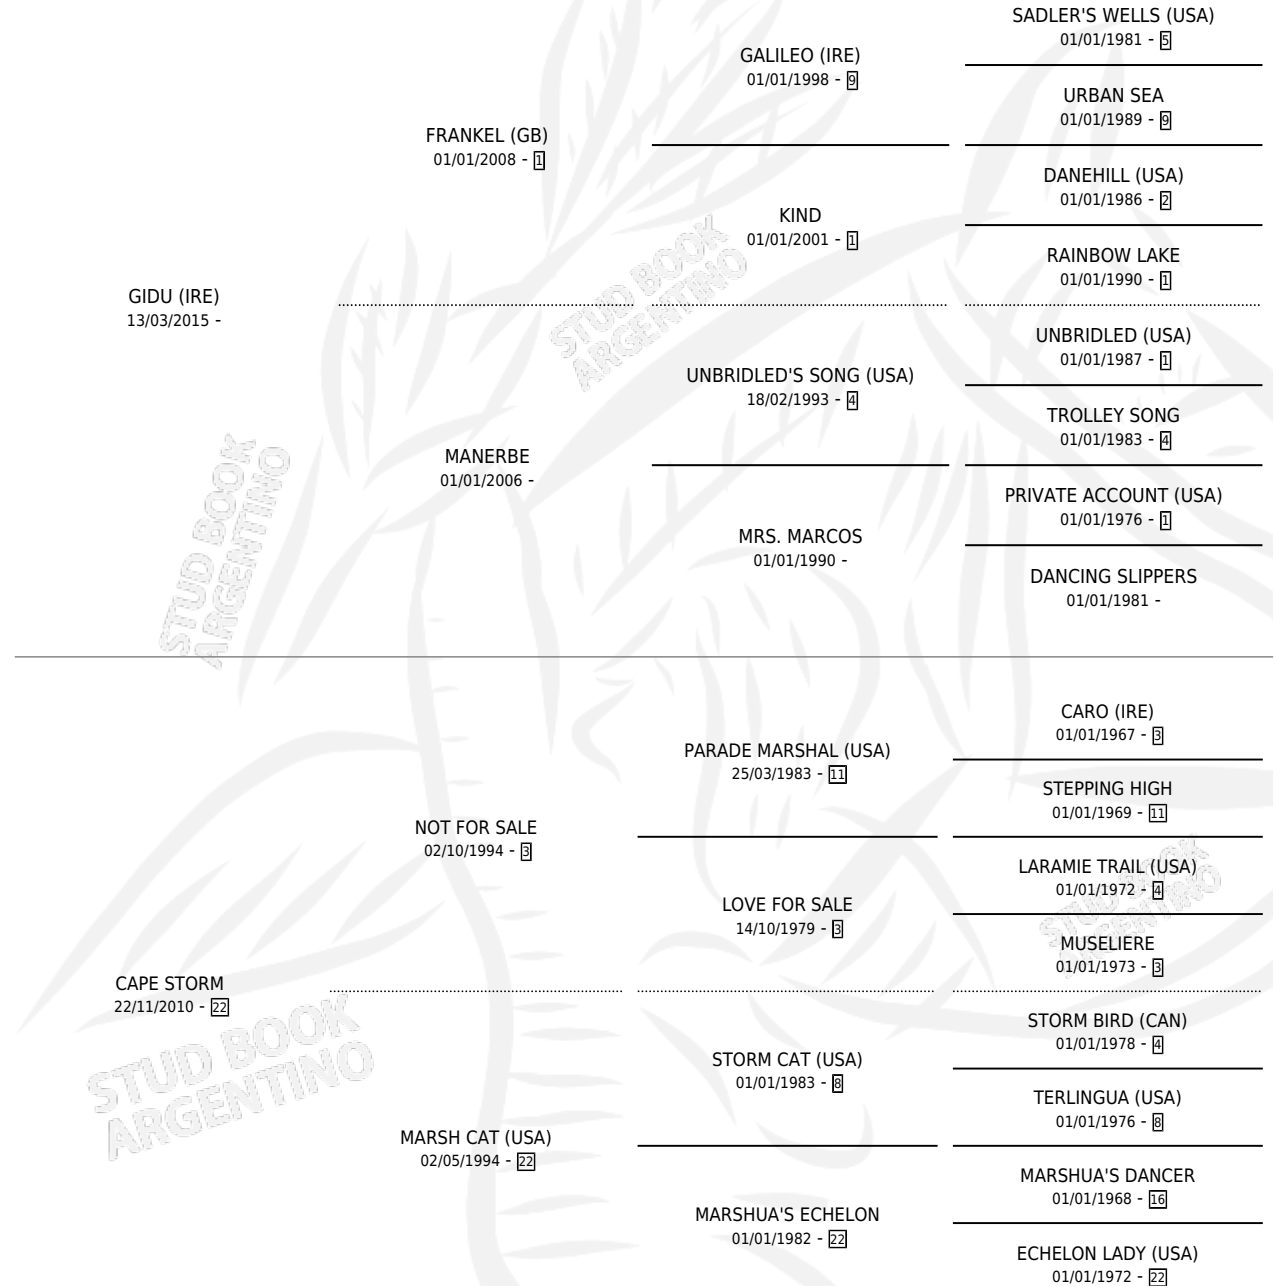 SADLER'S WELLS (USA)
01/01/1981 - 5
GALILEO (IRE)
01/01/1998 - 9
URBAN SEA
01/01/1989 - 9
FRANKEL (GB)
01/01/2008 - 1
DANEHILL (USA)
01/01/1986 - 2
KIND
01/01/2001 - 1
RAINBOW LAKE
01/01/1990 - 1
GIDU (IRE)
13/03/2015 -
UNBRIDLED (USA)
01/01/1987 - 1
UNBRIDLED'S SONG (USA)
18/02/1993 - 4
TROLLEY SONG
01/01/1983 - 4
MANERBE
01/01/2006 -
PRIVATE ACCOUNT (USA)
01/01/1976 - 1
MRS. MARCOS
01/01/1990 -
DANCING SLIPPERS
01/01/1981 -
CARO (IRE)
01/01/1967 - 3
PARADE MARSHAL (USA)
25/03/1983 - 11
STEPPING HIGH
01/01/1969 - 11
NOT FOR SALE
02/10/1994 - 3
LARAMIE TRAIL (USA)
01/01/1972 - 4
LOVE FOR SALE
14/10/1979 - 3
MUSELIERE
01/01/1973 - 3
CAPE STORM
22/11/2010 - 22
STORM BIRD (CAN)
01/01/1978 - 4
STORM CAT (USA)
01/01/1983 - 8
TERLINGUA (USA)
01/01/1976 - 8
MARSH CAT (USA)
02/05/1994 - 22
MARSHUA'S DANCER
01/01/1968 - 16
MARSHUA'S ECHELON
01/01/1982 - 22
ECHELON LADY (USA)
01/01/1972 - 22
STUD BOOK
ARGENTINO
STUD BOOK
ARGENTINO
STUD BOOK
ARGENTINO
STUD BOOK
ARGENTINO